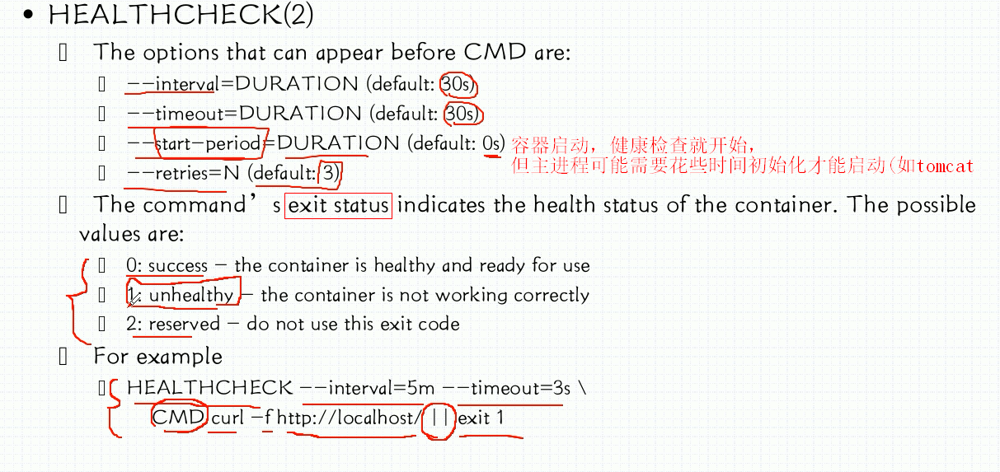 • HEALTHCHECK(2)
The options that can appear before CMD are:
--interval=DURATION (default: 30s)
--timeout=DURATION (default: 30s)
--start-period=DURATION (default: 0s) 容器启动，健康检查就开始，
但主进程可能需要花些时间初始化才能启动(如tomcat
--retries=N (default: 3)
The command’s exit status indicates the health status of the container. The possible
values are:
0: success – the container is healthy and ready for use
1: unhealthy – the container is not working correctly
2: reserved – do not use this exit code
For example
HEALTHCHECK --interval=5m --timeout=3s \
CMD curl -f http://localhost/ || exit 1